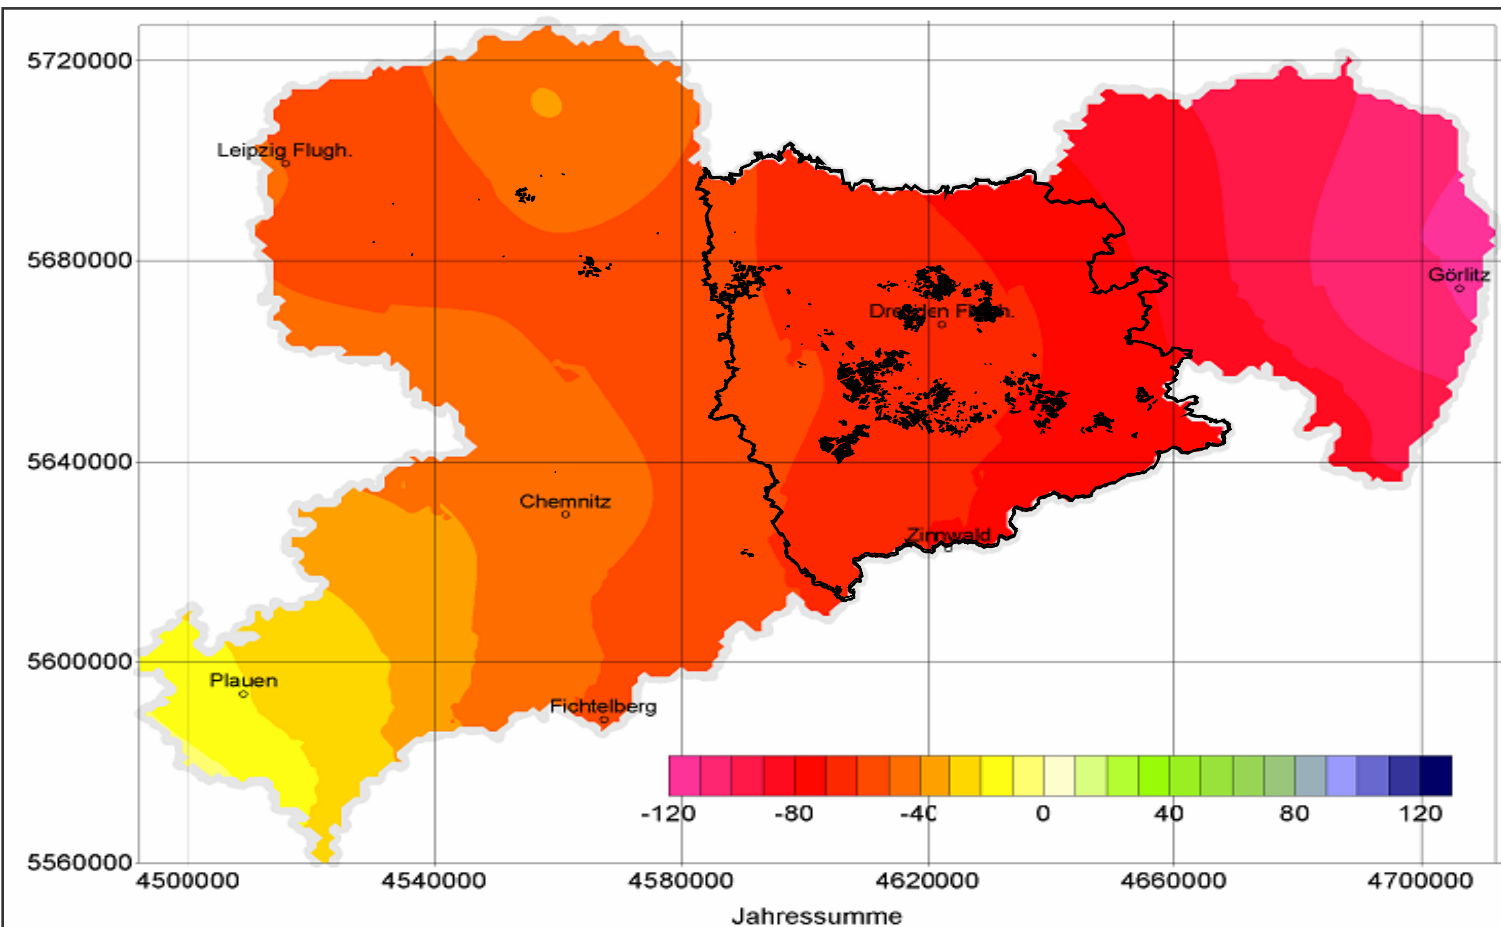 5720000
Leipzig Flugh.
5680000
Görlitz
Dresden Flugh.
5640000
Chemnitz
Zinnwald
5600000
Plauen
Fichtelberg
-120 -80 -40 0 40 80 120
5560000
4500000 4540000 4580000 4620000 4660000 4700000
Jahressumme